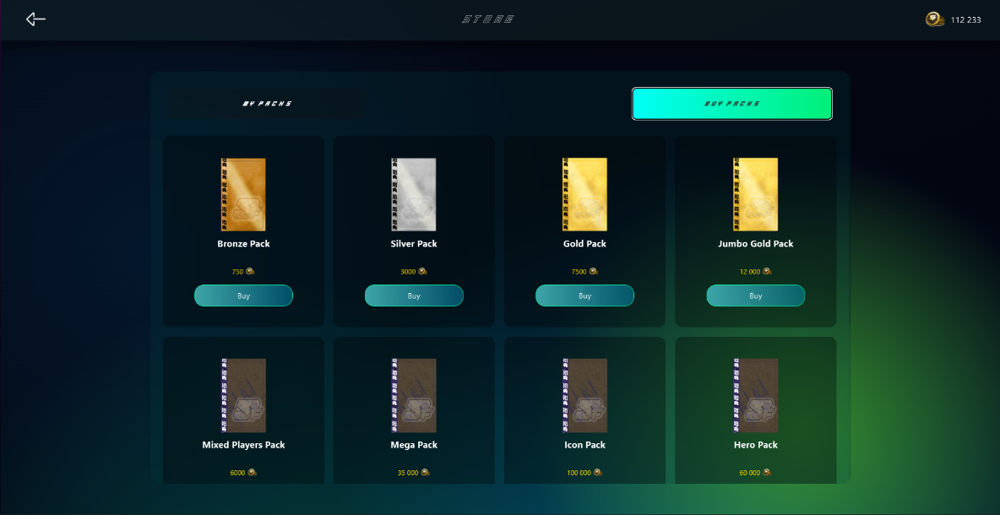 STORE
112 233
MY PACKS
BUY PACKS
Bronze Pack
750
Buy
Silver Pack
3000
Buy
Gold Pack
7500
Buy
Jumbo Gold Pack
12 000
Buy
Mixed Players Pack
6000
Mega Pack
35 000
Icon Pack
100 000
Hero Pack
60 000